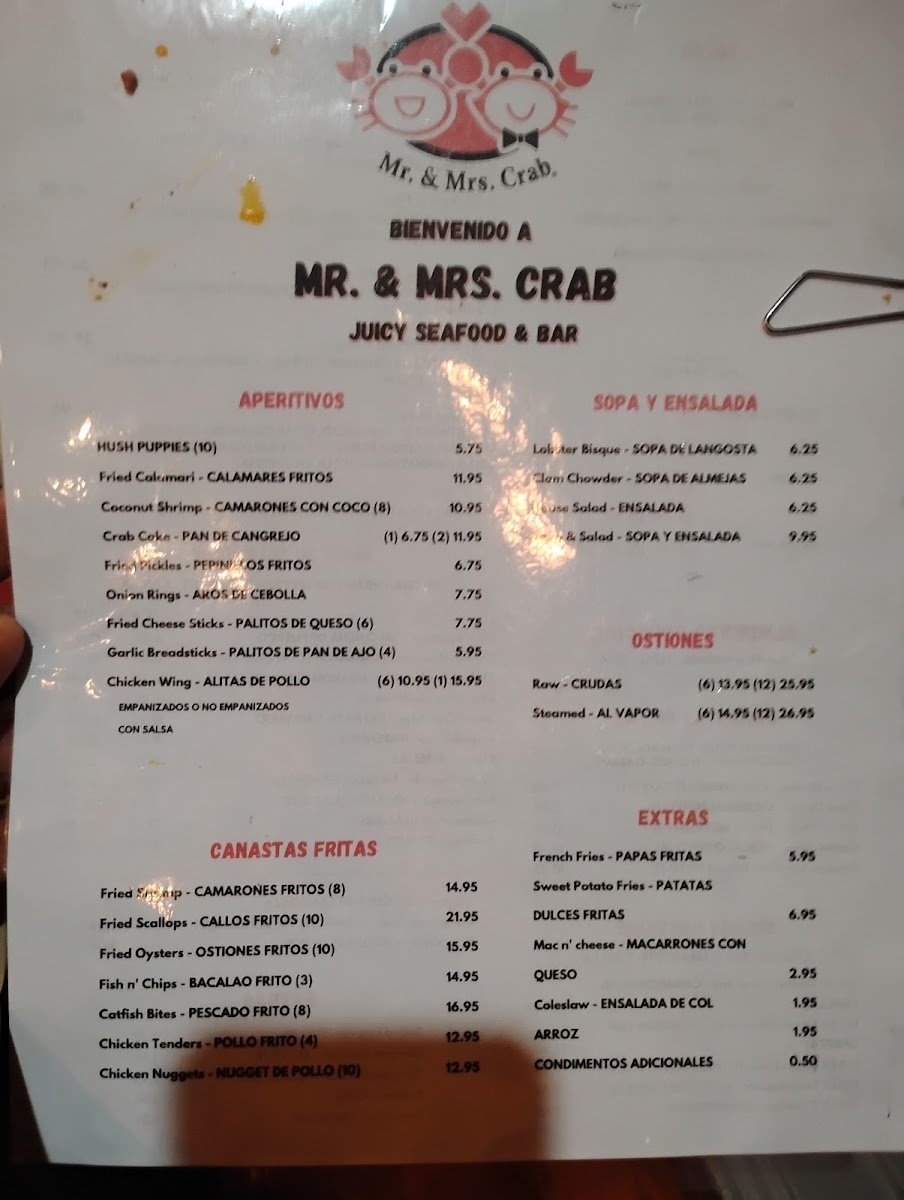 Mr. & Mrs. Crab.
BIENVENIDO A
MR. & MRS. CRAB
JUICY SEAFOOD & BAR
APERITIVOS
HUSH PUPPIES (10) 5.75
Fried Calamari - CALAMARES FRITOS 11.95
Coconut Shrimp - CAMARONES CON COCO (8) 10.95
Crab Cake - PAN DE CANGREJO (1) 6.75 (2) 11.95
Fried Pickles - PEPINILLOS FRITOS 6.75
Onion Rings - AROS DE CEBOLLA 7.75
Fried Cheese Sticks - PALITOS DE QUESO (6) 7.75
Garlic Breadsticks - PALITOS DE PAN DE AJO (4) 5.95
Chicken Wing - ALITAS DE POLLO (6) 10.95 (1) 15.95
EMPANIZADOS O NO EMPANIZADOS
CON SALSA
CANASTAS FRITAS
Fried Shrimp - CAMARONES FRITOS (8) 14.95
Fried Scallops - CALLOS FRITOS (10) 21.95
Fried Oysters - OSTIONES FRITOS (10) 15.95
Fish n' Chips - BACALAO FRITO (3) 14.95
Catfish Bites - PESCADO FRITO (8) 16.95
Chicken Tenders - POLLO FRITO (4) 12.95
Chicken Nuggets - NUGGET DE POLLO (10) 12.95
SOPA Y ENSALADA
Lobster Bisque - SOPA DE LANGOSTA 6.25
Clam Chowder - SOPA DE ALMEJAS 6.25
House Salad - ENSALADA 6.25
& Salad - SOPA Y ENSALADA 9.95
OSTIONES
Raw - CRUDAS (6) 13.95 (12) 25.95
Steamed - AL VAPOR (6) 14.95 (12) 26.95
EXTRAS
French Fries - PAPAS FRITAS 5.95
Sweet Potato Fries - PATATAS
DULCES FRITAS 6.95
Mac n' cheese - MACARRONES CON
QUESO 2.95
Coleslaw - ENSALADA DE COL 1.95
ARROZ 1.95
CONDIMENTOS ADICIONALES 0.50